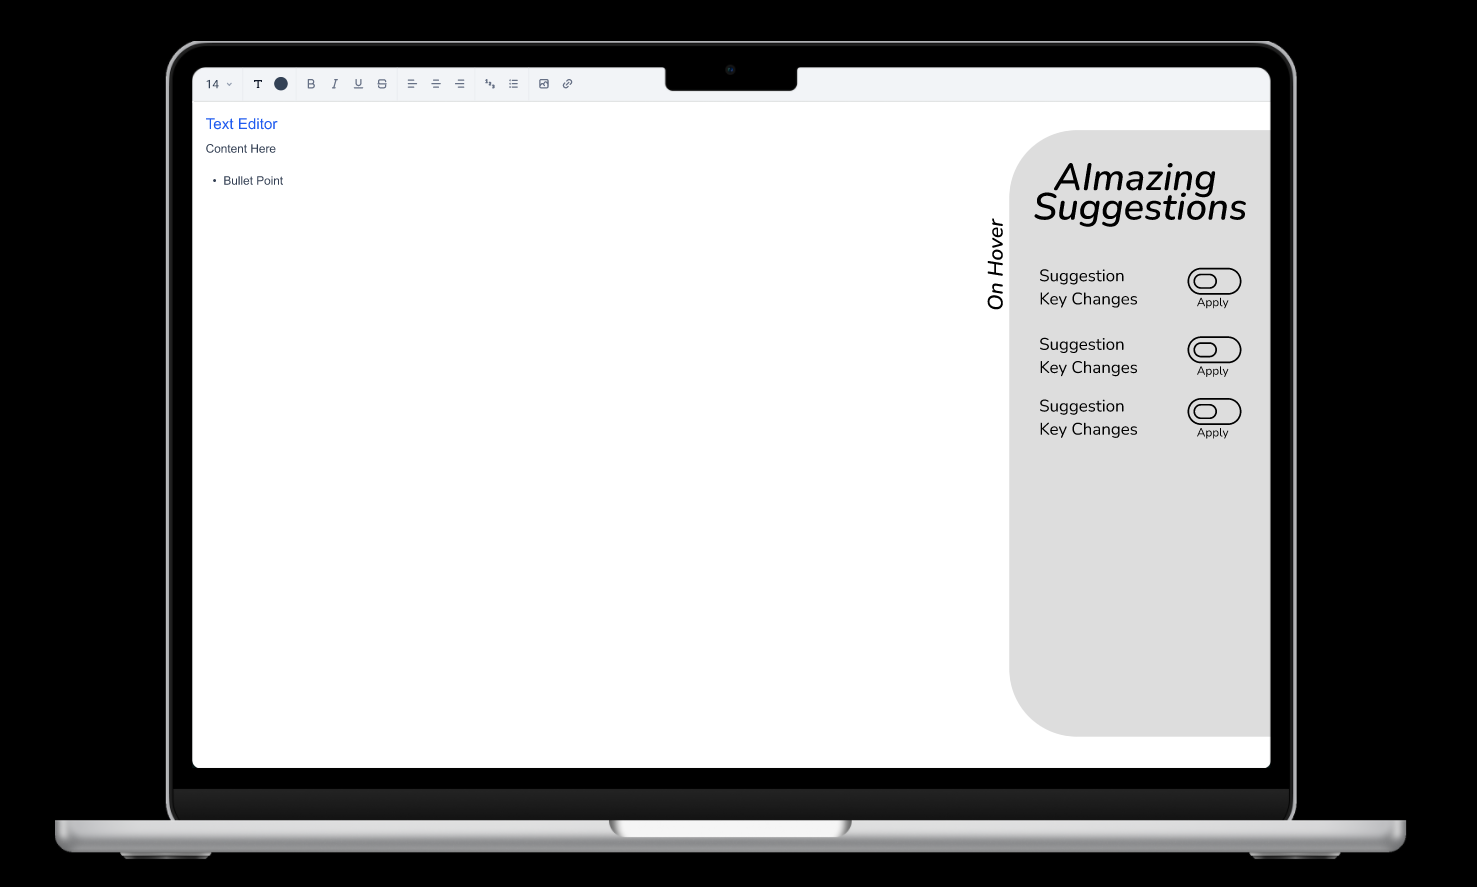 14
Text Editor
Content Here
• Bullet Point
On Hover
AImazing
Suggestions
Suggestion
Key Changes
Apply
Suggestion
Key Changes
Apply
Suggestion
Key Changes
Apply